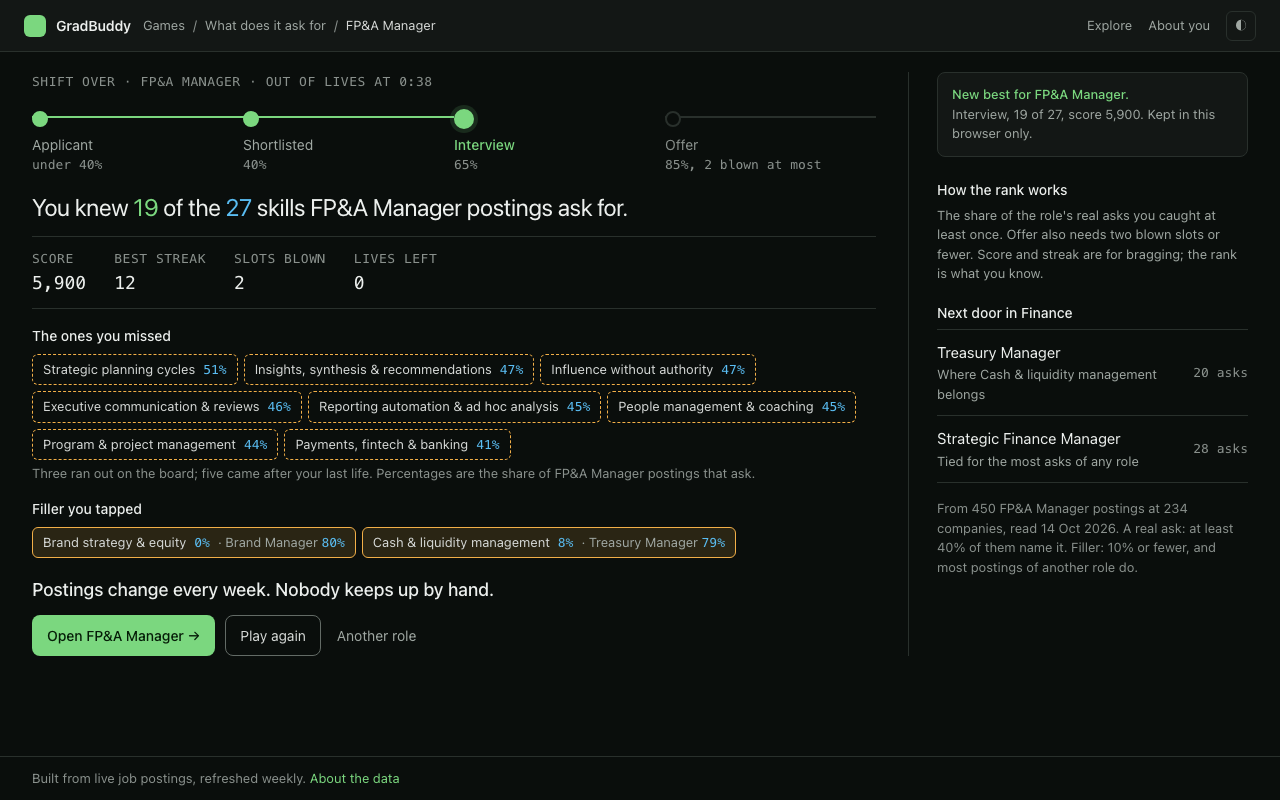 GradBuddy Games / What does it ask for / FP&A Manager Explore About you
SHIFT OVER · FP&A MANAGER · OUT OF LIVES AT 0:38
Applicant Shortlisted Interview Offer
under 40% 40% 65% 85%, 2 blown at most
You knew 19 of the 27 skills FP&A Manager postings ask for.
SCORE BEST STREAK SLOTS BLOWN LIVES LEFT
5,900 12 2 0
The ones you missed
Strategic planning cycles 51% Insights, synthesis & recommendations 47% Influence without authority 47%
Executive communication & reviews 46% Reporting automation & ad hoc analysis 45% People management & coaching 45%
Program & project management 44% Payments, fintech & banking 41%
Three ran out on the board; five came after your last life. Percentages are the share of FP&A Manager postings that ask.
Filler you tapped
Brand strategy & equity 0% · Brand Manager 80% Cash & liquidity management 8% · Treasury Manager 79%
Postings change every week. Nobody keeps up by hand.
Open FP&A Manager → Play again Another role
New best for FP&A Manager.
Interview, 19 of 27, score 5,900. Kept in this
browser only.
How the rank works
The share of the role's real asks you caught at
least once. Offer also needs two blown slots or
fewer. Score and streak are for bragging; the rank
is what you know.
Next door in Finance
Treasury Manager
Where Cash & liquidity management
belongs
20 asks
Strategic Finance Manager
Tied for the most asks of any role
28 asks
From 450 FP&A Manager postings at 234
companies, read 14 Oct 2026. A real ask: at least
40% of them name it. Filler: 10% or fewer, and
most postings of another role do.
Built from live job postings, refreshed weekly. About the data